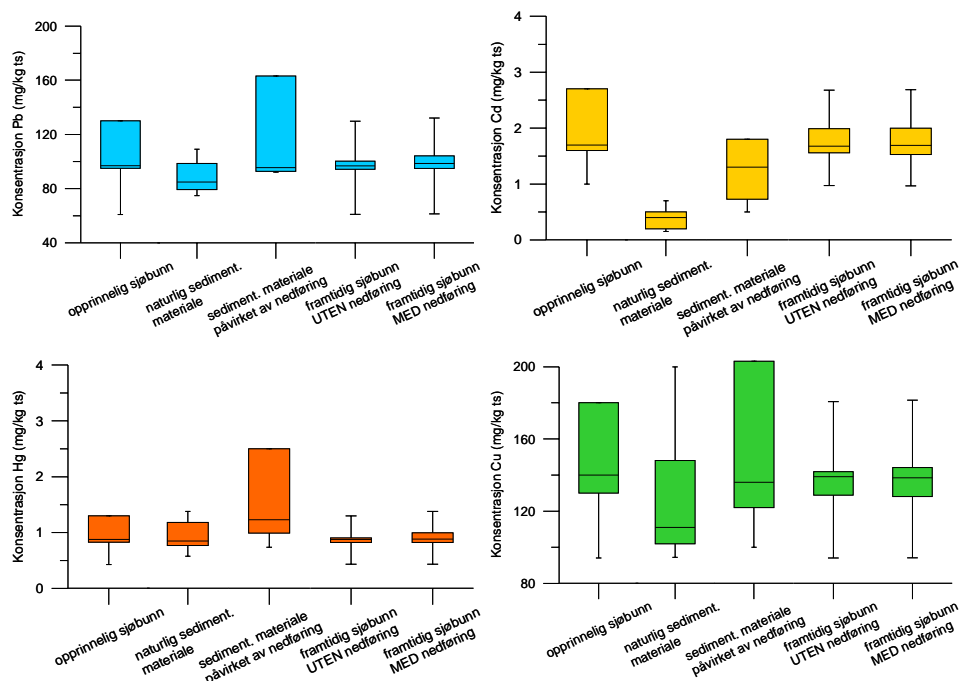 Konsentrasjon Pb (mg/kg ts)
200
160
120
80
40
opprinnelig sjøbunn
naturlig sediment.
materiale
sediment. materiale
påvirket av nedføring
framtidig sjøbunn
UTEN nedføring
framtidig sjøbunn
MED nedføring
Konsentrasjon Cd (mg/kg ts)
4
3
2
1
0
opprinnelig sjøbunn
naturlig sediment.
materiale
sediment. materiale
påvirket av nedføring
framtidig sjøbunn
UTEN nedføring
framtidig sjøbunn
MED nedføring
Konsentrasjon Hg (mg/kg ts)
4
3
2
1
0
opprinnelig sjøbunn
naturlig sediment.
materiale
sediment. materiale
påvirket av nedføring
framtidig sjøbunn
UTEN nedføring
framtidig sjøbunn
MED nedføring
Konsentrasjon Cu (mg/kg ts)
200
160
120
80
opprinnelig sjøbunn
naturlig sediment.
materiale
sediment. materiale
påvirket av nedføring
framtidig sjøbunn
UTEN nedføring
framtidig sjøbunn
MED nedføring